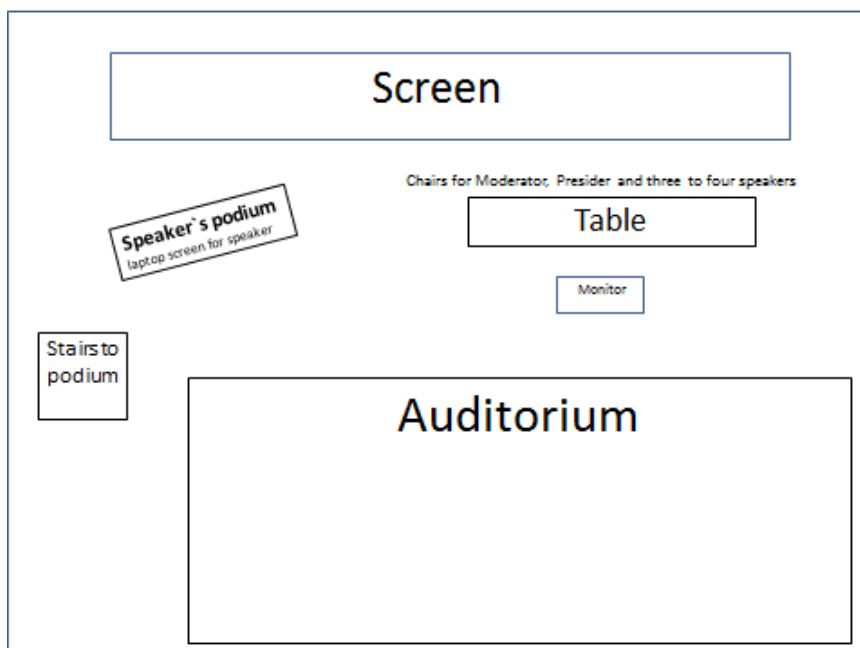 Screen
Chairs for Moderator, Presider and three to four speakers
Speaker`s podium
laptop screen for speaker
Table
Monitor
Stairs to
podium
Auditorium